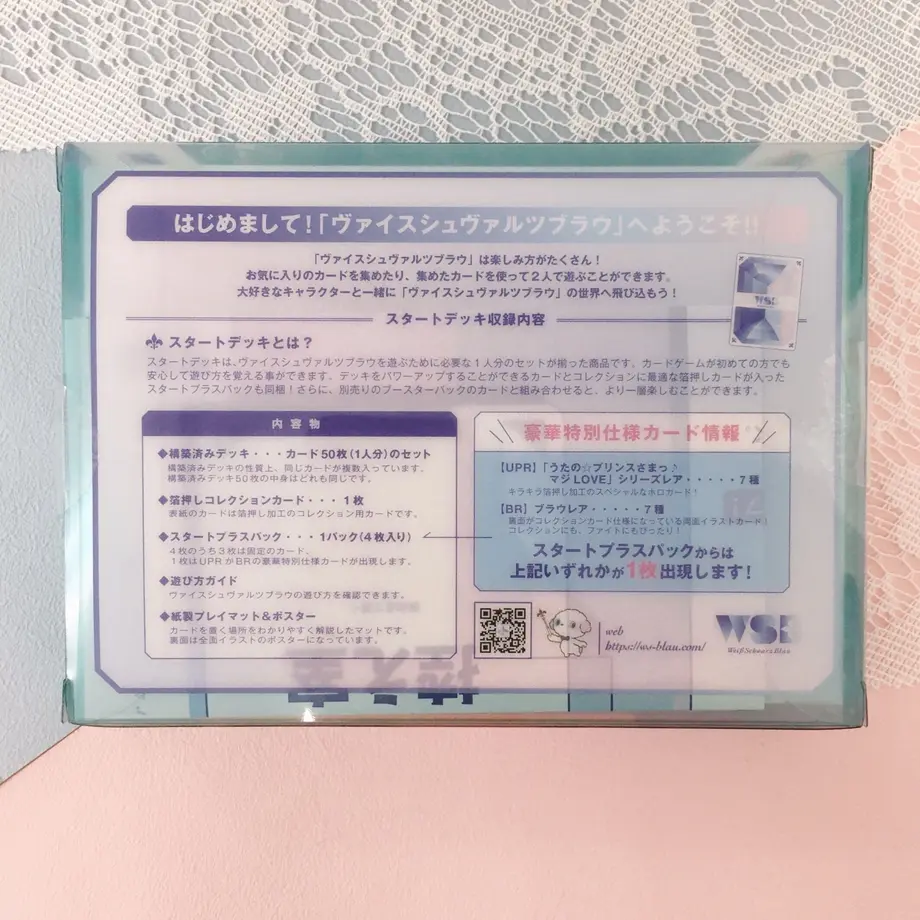 はじめまして!「ヴァイスシュヴァルツブラウ」へようこそ!!
「ヴァイスシュヴァルツブラウ」は楽しみ方がたくさん!
お気に入りのカードを集めたり、集めたカードを使って2人で遊ぶことができます。
大好きなキャラクターと一緒に「ヴァイスシュヴァルツブラウ」の世界へ飛び込もう!
スタートデッキ収録内容
スタートデッキとは?
スタートデッキは、ヴァイスシュヴァルツブラウを遊ぶために必要な1人分のセットが揃った商品です。カードゲームが初めての方でも
安心して遊び方を覚える事ができます。デッキをパワーアップすることができるカードとコレクションに最適な箔押しカードが入った
スタートプラスパックも同梱!さらに、別売りのブースターパックのカードと組み合わせると、より一層楽しむことができます。
内容物
◆構築済みデッキ・・・カード50枚(1人分)のセット
構築済みデッキの性質上、同じカードが複数入っています。
構築済みデッキ50枚の中身はどれも同じです。
◆箔押しコレクションカード・・・1枚
表紙のカードは箔押し加工のコレクション用カードです。
◆スタートプラスパック・・・1パック(4枚入り)
4枚のうち3枚は固定のカード、
1枚はUPRかBRの豪華特別仕様カードが出現します。
◆遊び方ガイド
ヴァイスシュヴァルツブラウの遊び方を確認できます。
◆紙製プレイマット&ポスター
カードを置く場所をわかりやすく解説したマットです。
裏面は全面イラストのポスターになっています。
豪華特別仕様カード情報
【UPR】「うたの☆プリンスさまっ♪
マジLOVE」シリーズレア・・・・・7種
キラキラ箔押し加工のスペシャルなホロカード!
【BR】ブラウレア・・・・・7種
裏面がコレクションカード仕様になっている両面イラストカード!
コレクションにも、ファイトにもぴったり!
スタートプラスパックからは
上記いずれかが1枚出現します!
web
https://ws-blau.com/
WSB
Weiß Schwarz Blau